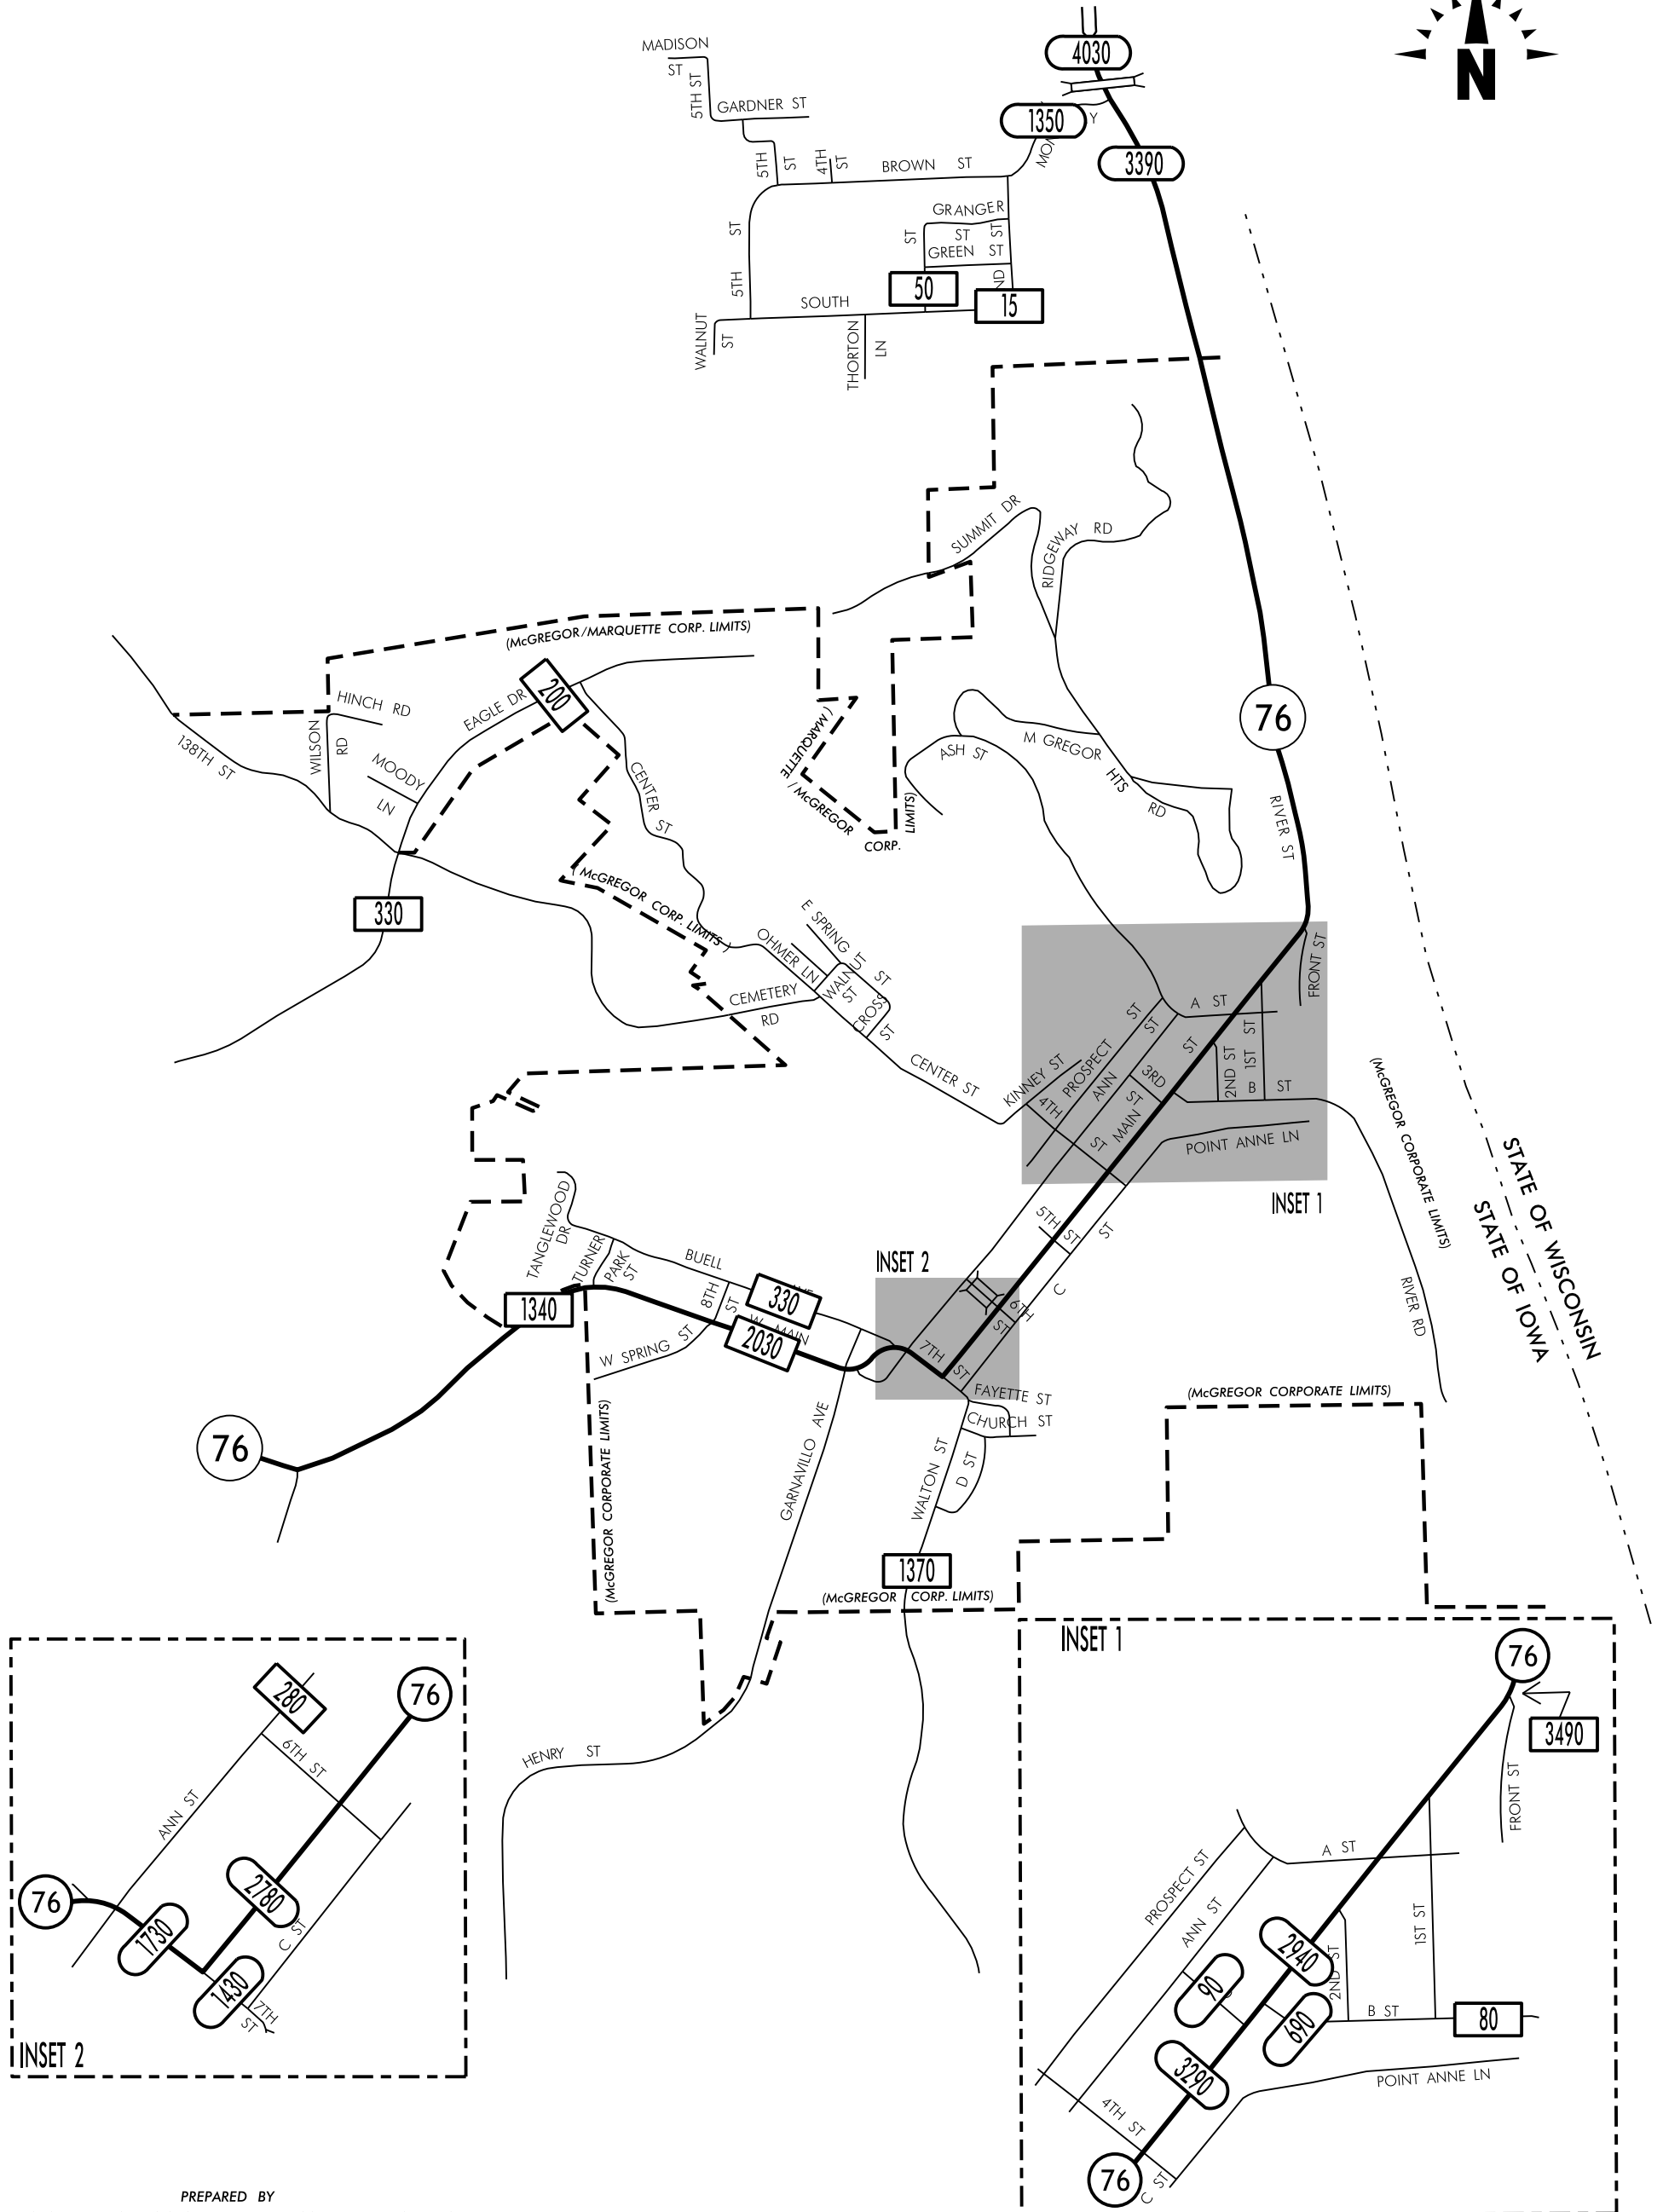 N
MADISON
ST
5TH ST
GARDNER ST
4030
1350
Y
3390
5TH
ST
4TH
ST
BROWN ST
GRANGER
ST
ST
ST
GREEN ST
ST
5TH
50
15
ND
SOUTH
WALNUT
ST
THORTON
LN
SUMMIT DR
RIDGEWAY RD
(McGREGOR/MARQUETTE CORP. LIMITS)
200
HINCH RD
EAGLE DR
WILSON
RD
138TH ST
MOODY
LN
CENTER ST
(MARQUETTE / McGREGOR
CORP.
LIMITS)
ASH ST
M GREGOR
HTS
RD
76
RIVER ST
330
(McGREGOR CORP. LIMITS)
E SPRING ST
OHMER LN
WALNUT
ST
CROSS
ST
CEMETERY
RD
CENTER ST
KINNEY ST
FRONT ST
A ST
PROSPECT
ST
ANN
ST
3RD
ST
MAIN
ST
2ND ST
1ST ST
B ST
4TH
ST
POINT ANNE LN
INSET 1
(McGREGOR CORPORATE LIMITS)
RIVER RD
STATE OF WISCONSIN
STATE OF IOWA
TANGLEWOOD
DR
TURNER
PARK
ST
BUELL
8TH
ST
330
W MAIN
2030
1340
W SPRING ST
INSET 2
5TH ST
C ST
6TH
ST
7TH
ST
FAYETTE ST
CHURCH ST
D ST
WALTON ST
GARNAVILLO AVE
76
(McGREGOR CORPORATE LIMITS)
(McGREGOR CORPORATE LIMITS)
1370
(McGREGOR CORP. LIMITS)
HENRY ST
280
76
6TH ST
ANN ST
76
2780
1730
C ST
1430
7TH
ST
INSET 2
INSET 1
76
3490
FRONT ST
PROSPECT ST
A ST
ANN ST
1ST ST
2940
2ND ST
90
690
B ST
80
3290
POINT ANNE LN
4TH ST
76
C ST
PREPARED BY